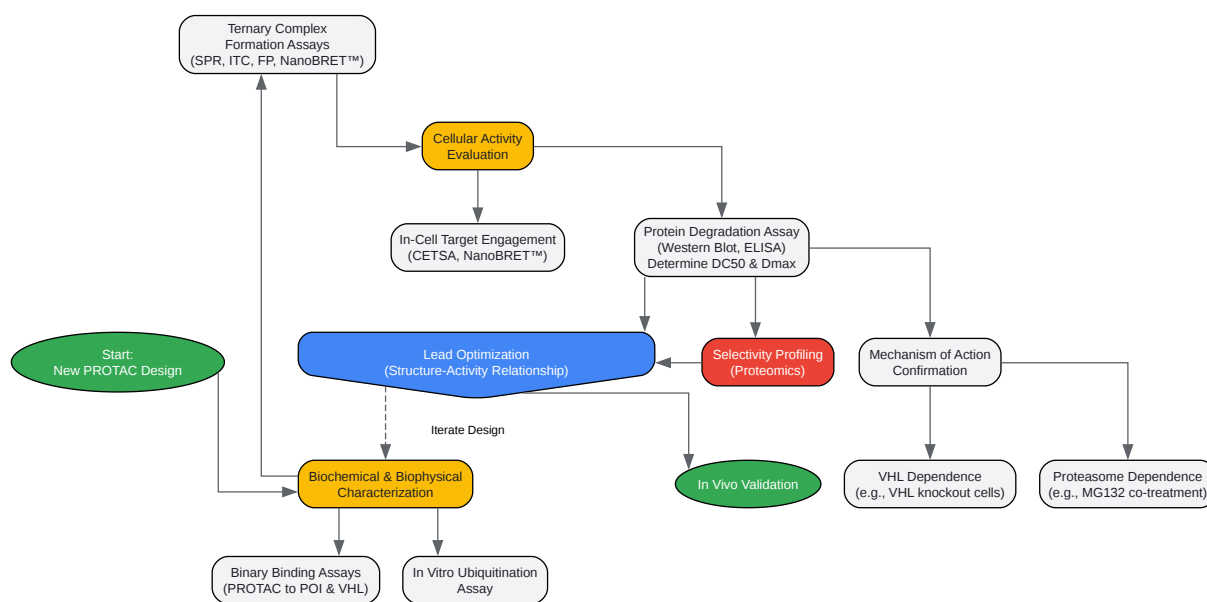 Ternary Complex
Formation Assays
(SPR, ITC, FP, NanoBRET™)
Cellular Activity
Evaluation
In-Cell Target Engagement
(CETSA, NanoBRET™)
Protein Degradation Assay
(Western Blot, ELISA)
Determine DC50 & Dmax
Start:
New PROTAC Design
Lead Optimization
(Structure-Activity Relationship)
Selectivity Profiling
(Proteomics)
Mechanism of Action
Confirmation
Iterate Design
Biochemical & Biophysical
Characterization
In Vivo Validation
VHL Dependence
(e.g., VHL knockout cells)
Proteasome Dependence
(e.g., MG132 co-treatment)
Binary Binding Assays
(PROTAC to POI & VHL)
In Vitro Ubiquitination
Assay